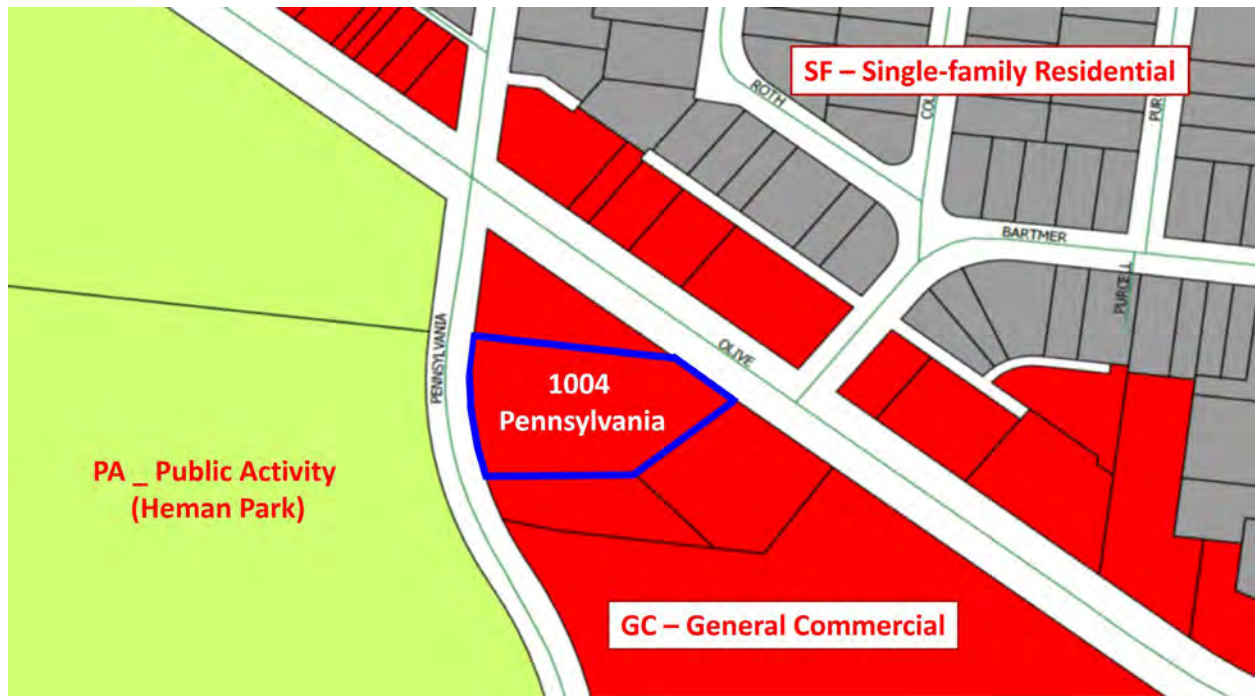 SF – Single-family Residential
ROTH
BARTMER
PURCELL
OLIVE
PENNSYLVANIA
1004
Pennsylvania
PA _ Public Activity
(Heman Park)
GC – General Commercial